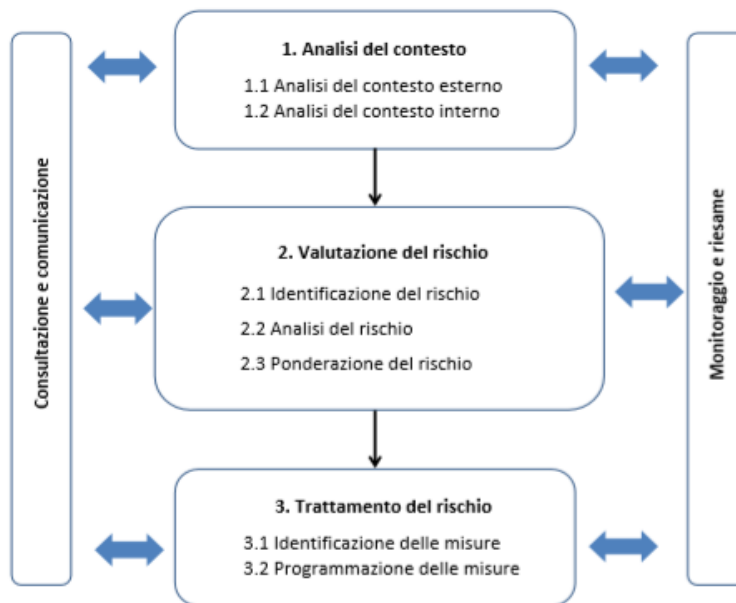 Consultazione e comunicazione
1. Analisi del contesto
1.1 Analisi del contesto esterno
1.2 Analisi del contesto interno
2. Valutazione del rischio
2.1 Identificazione del rischio
2.2 Analisi del rischio
2.3 Ponderazione del rischio
3. Trattamento del rischio
3.1 Identificazione delle misure
3.2 Programmazione delle misure
Monitoraggio e riesame